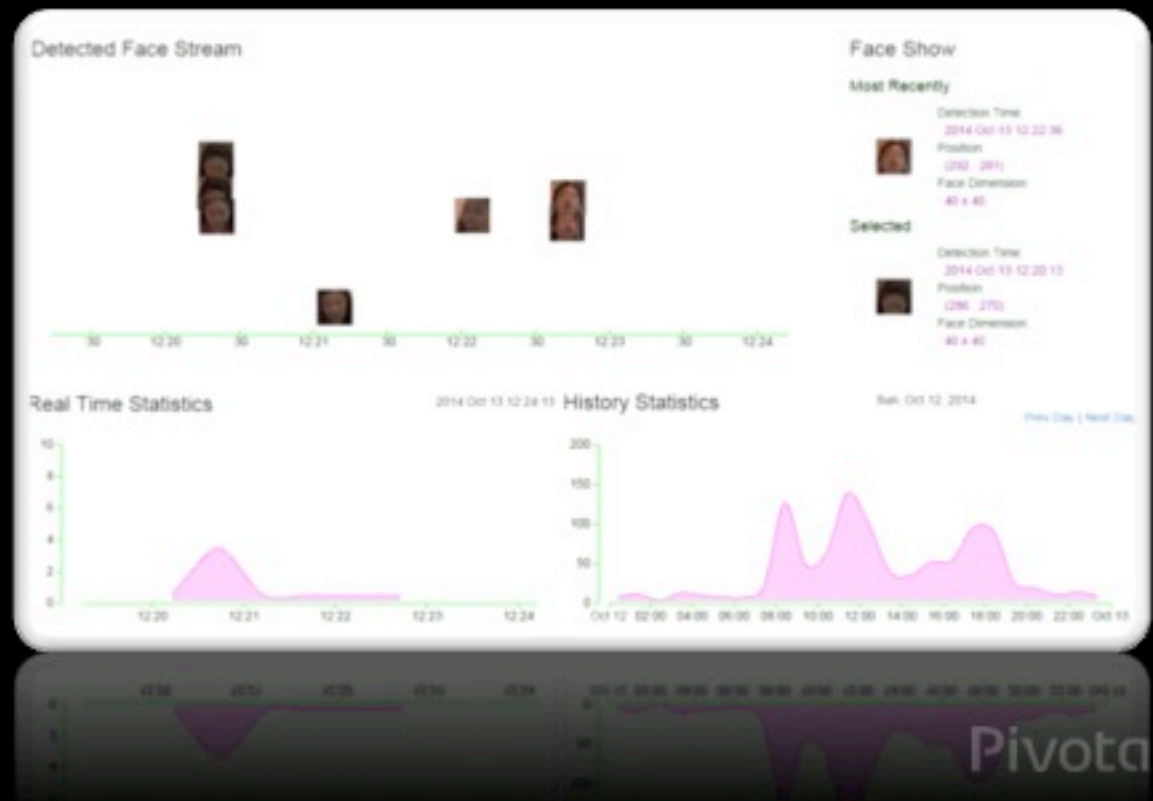 Detected Face Stream
Face Show
Most Recently
Detection Time
2014 Oct 13 12:22:36
Position
(292 , 281)
Face Dimension
40 x 40
Selected
Detection Time
2014 Oct 13 12:20:13
Position
(286 , 270)
Face Dimension
40 x 40
30 12:20 30 12:21 30 12:22 30 12:23 30 12:24
Real Time Statistics
2014 Oct 13 12:24:13
10
8
6
4
2
0
12:20 12:21 12:22 12:23 12:24
History Statistics
Sun, Oct 12, 2014
Prev Day | Next Day
200
150
100
50
0
Oct 12 02:00 04:00 06:00 08:00 10:00 12:00 14:00 16:00 18:00 20:00 22:00 Oct 13
Pivota